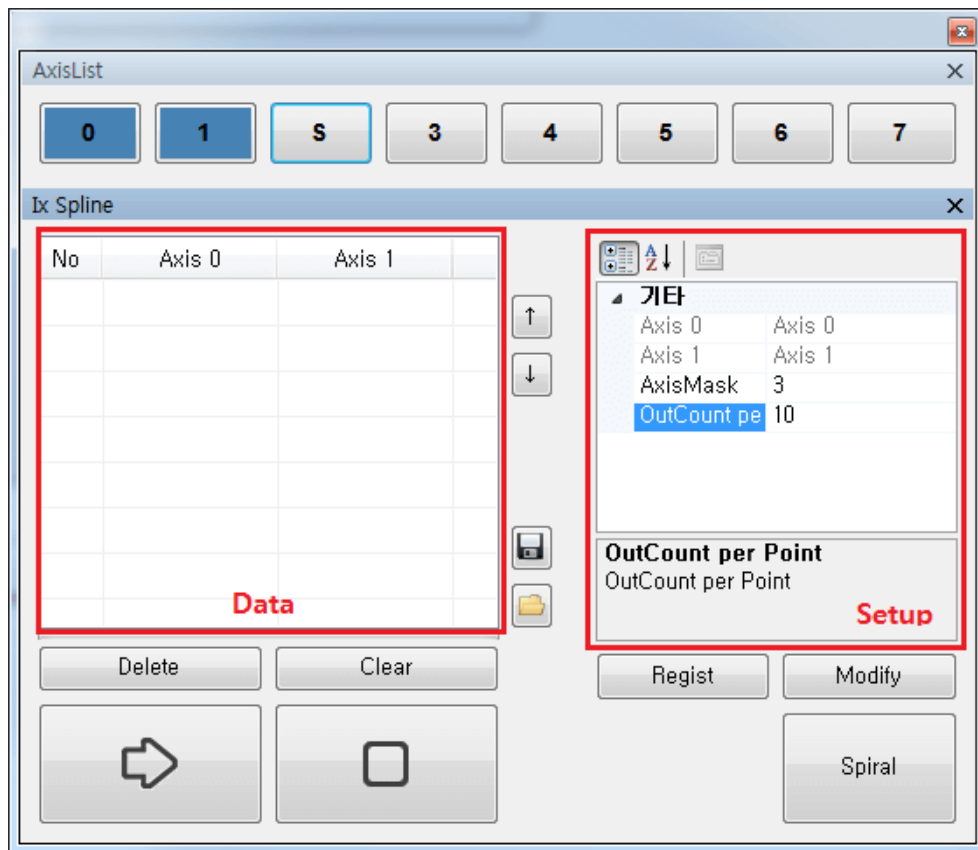 AxisList
0 1 S 3 4 5 6 7
Ix Spline
No Axis 0 Axis 1
기타
Axis 0 Axis 0
Axis 1 Axis 1
AxisMask 3
OutCount pe 10
OutCount per Point
OutCount per Point
Data
Setup
Delete Clear Regist Modify
Spiral